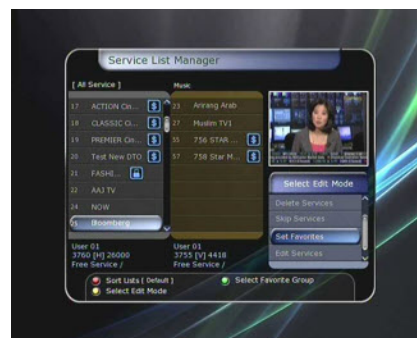 Service List Manager
[ All Service ] Music
17 ACTION Cin... $ 23 Arirang Arab
18 CLASSIC Ci... $ 27 Muslim TV1
19 PREMIER Cin... $ 55 756 STAR ... $
20 Test New DTO $ 57 758 Star M... $
21 FASHI...
22 AAJ TV
24 NOW
25 Bloomberg
Select Edit Mode
Delete Services
Skip Services
Set Favorites
Edit Services
User 01 User 01
3760 [H] 26000 3755 [V] 4418
Free Service / Free Service /
Sort Lists [ Default ] Select Favorite Group
Select Edit Mode